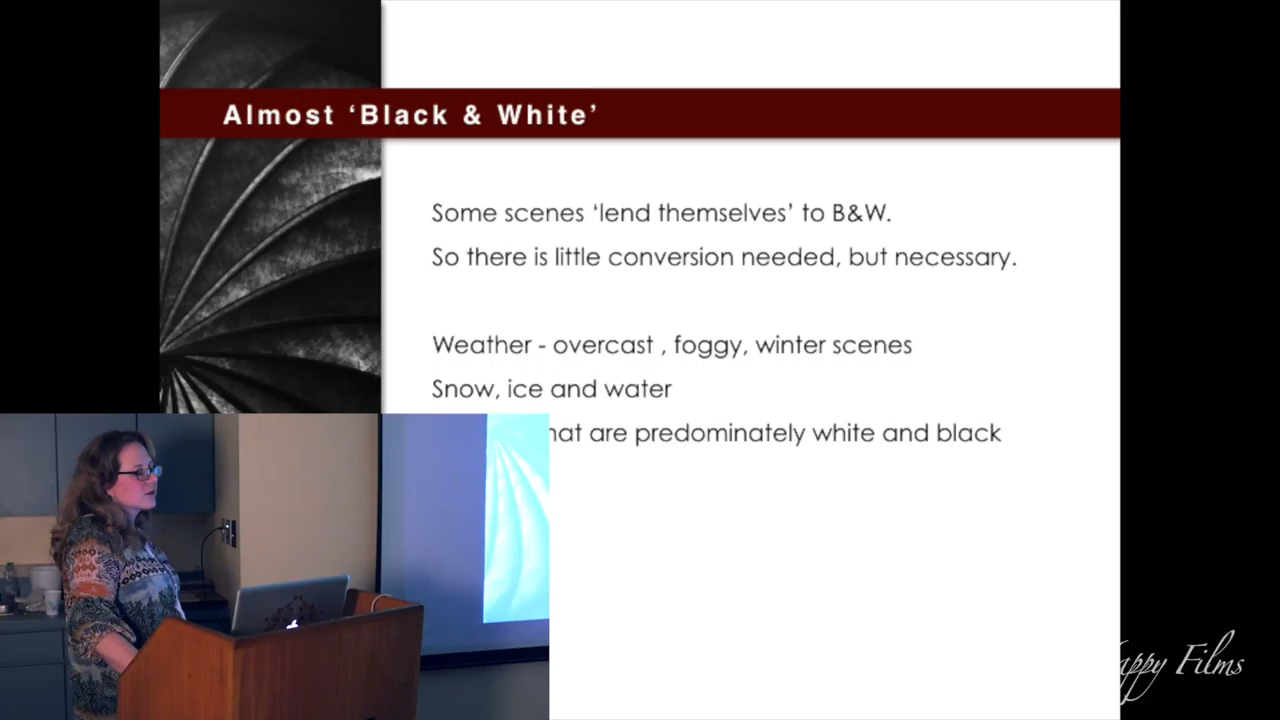 Almost ‘Black & White’
Some scenes ‘lend themselves’ to B&W.
So there is little conversion needed, but necessary.
Weather - overcast , foggy, winter scenes
Snow, ice and water
are predominately white and black
Films